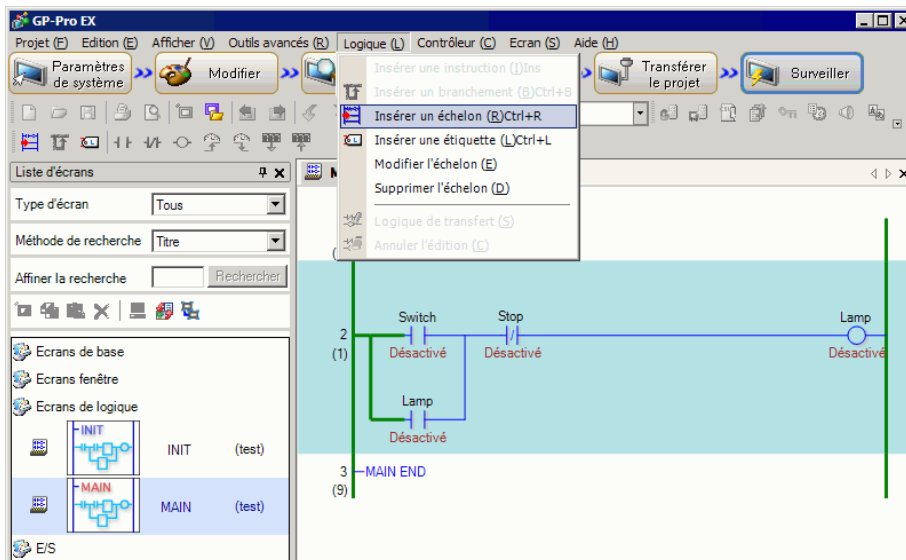 GP-Pro EX
Projet (F) Edition (E) Afficher (V) Outils avancés (R) Logique (L) Contrôleur (C) Ecran (S) Aide (H)
Paramètres de système
Modifier
Transférer le projet
Surveiller
Insérer une instruction (I)Ins
Insérer un branchement (B)Ctrl+B
Insérer un échelon (R)Ctrl+R
Insérer une étiquette (L)Ctrl+L
Modifier l'échelon (E)
Supprimer l'échelon (D)
Logique de transfert (S)
Annuler l'édition (C)
Liste d'écrans
Type d'écran Tous
Méthode de recherche Titre
Affiner la recherche Rechercher
Ecrans de base
Ecrans fenêtre
Ecrans de logique
INIT INIT (test)
MAIN MAIN (test)
E/S
M
(
Switch Stop Lamp
2
(1) Désactivé Désactivé Désactivé
Lamp
Désactivé
3 MAIN END
(9)